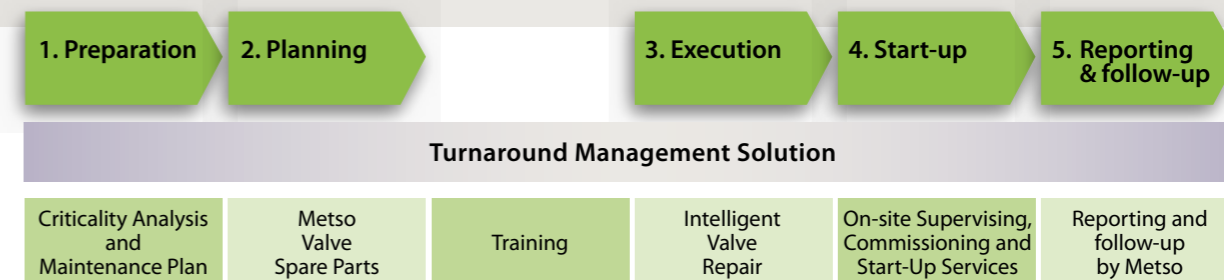 1. Preparation
2. Planning
3. Execution
4. Start-up
5. Reporting
& follow-up
Turnaround Management Solution
Criticality Analysis
and
Maintenance Plan
Metso
Valve
Spare Parts
Training
Intelligent
Valve
Repair
On-site Supervising,
Commissioning and
Start-Up Services
Reporting and
follow-up
by Metso